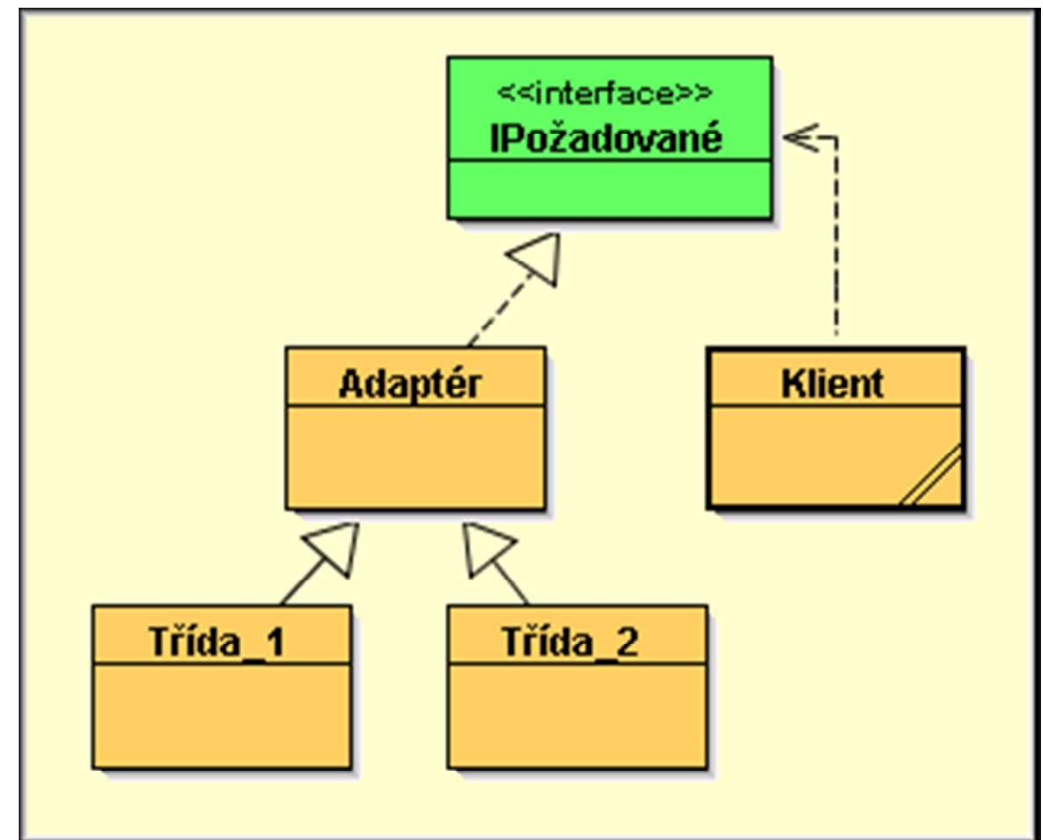 <<interface>>
IPožadované
Adaptér
Klient
Třída_1
Třída_2